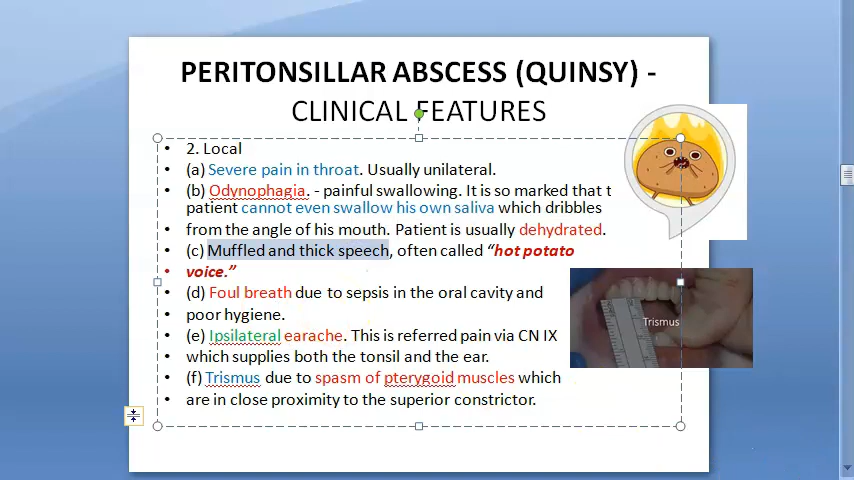 PERITONSILLAR ABSCESS (QUINSY) -
CLINICAL FEATURES
• 2. Local
• (a) Severe pain in throat. Usually unilateral.
• (b) Odynophagia. - painful swallowing. It is so marked that t
patient cannot even swallow his own saliva which dribbles
• from the angle of his mouth. Patient is usually dehydrated.
• (c) Muffled and thick speech, often called “hot potato
• voice.”
• (d) Foul breath due to sepsis in the oral cavity and
• poor hygiene.
• (e) Ipsilateral earache. This is referred pain via CN IX
• which supplies both the tonsil and the ear.
• (f) Trismus due to spasm of pterygoid muscles which
• are in close proximity to the superior constrictor.
Trismus